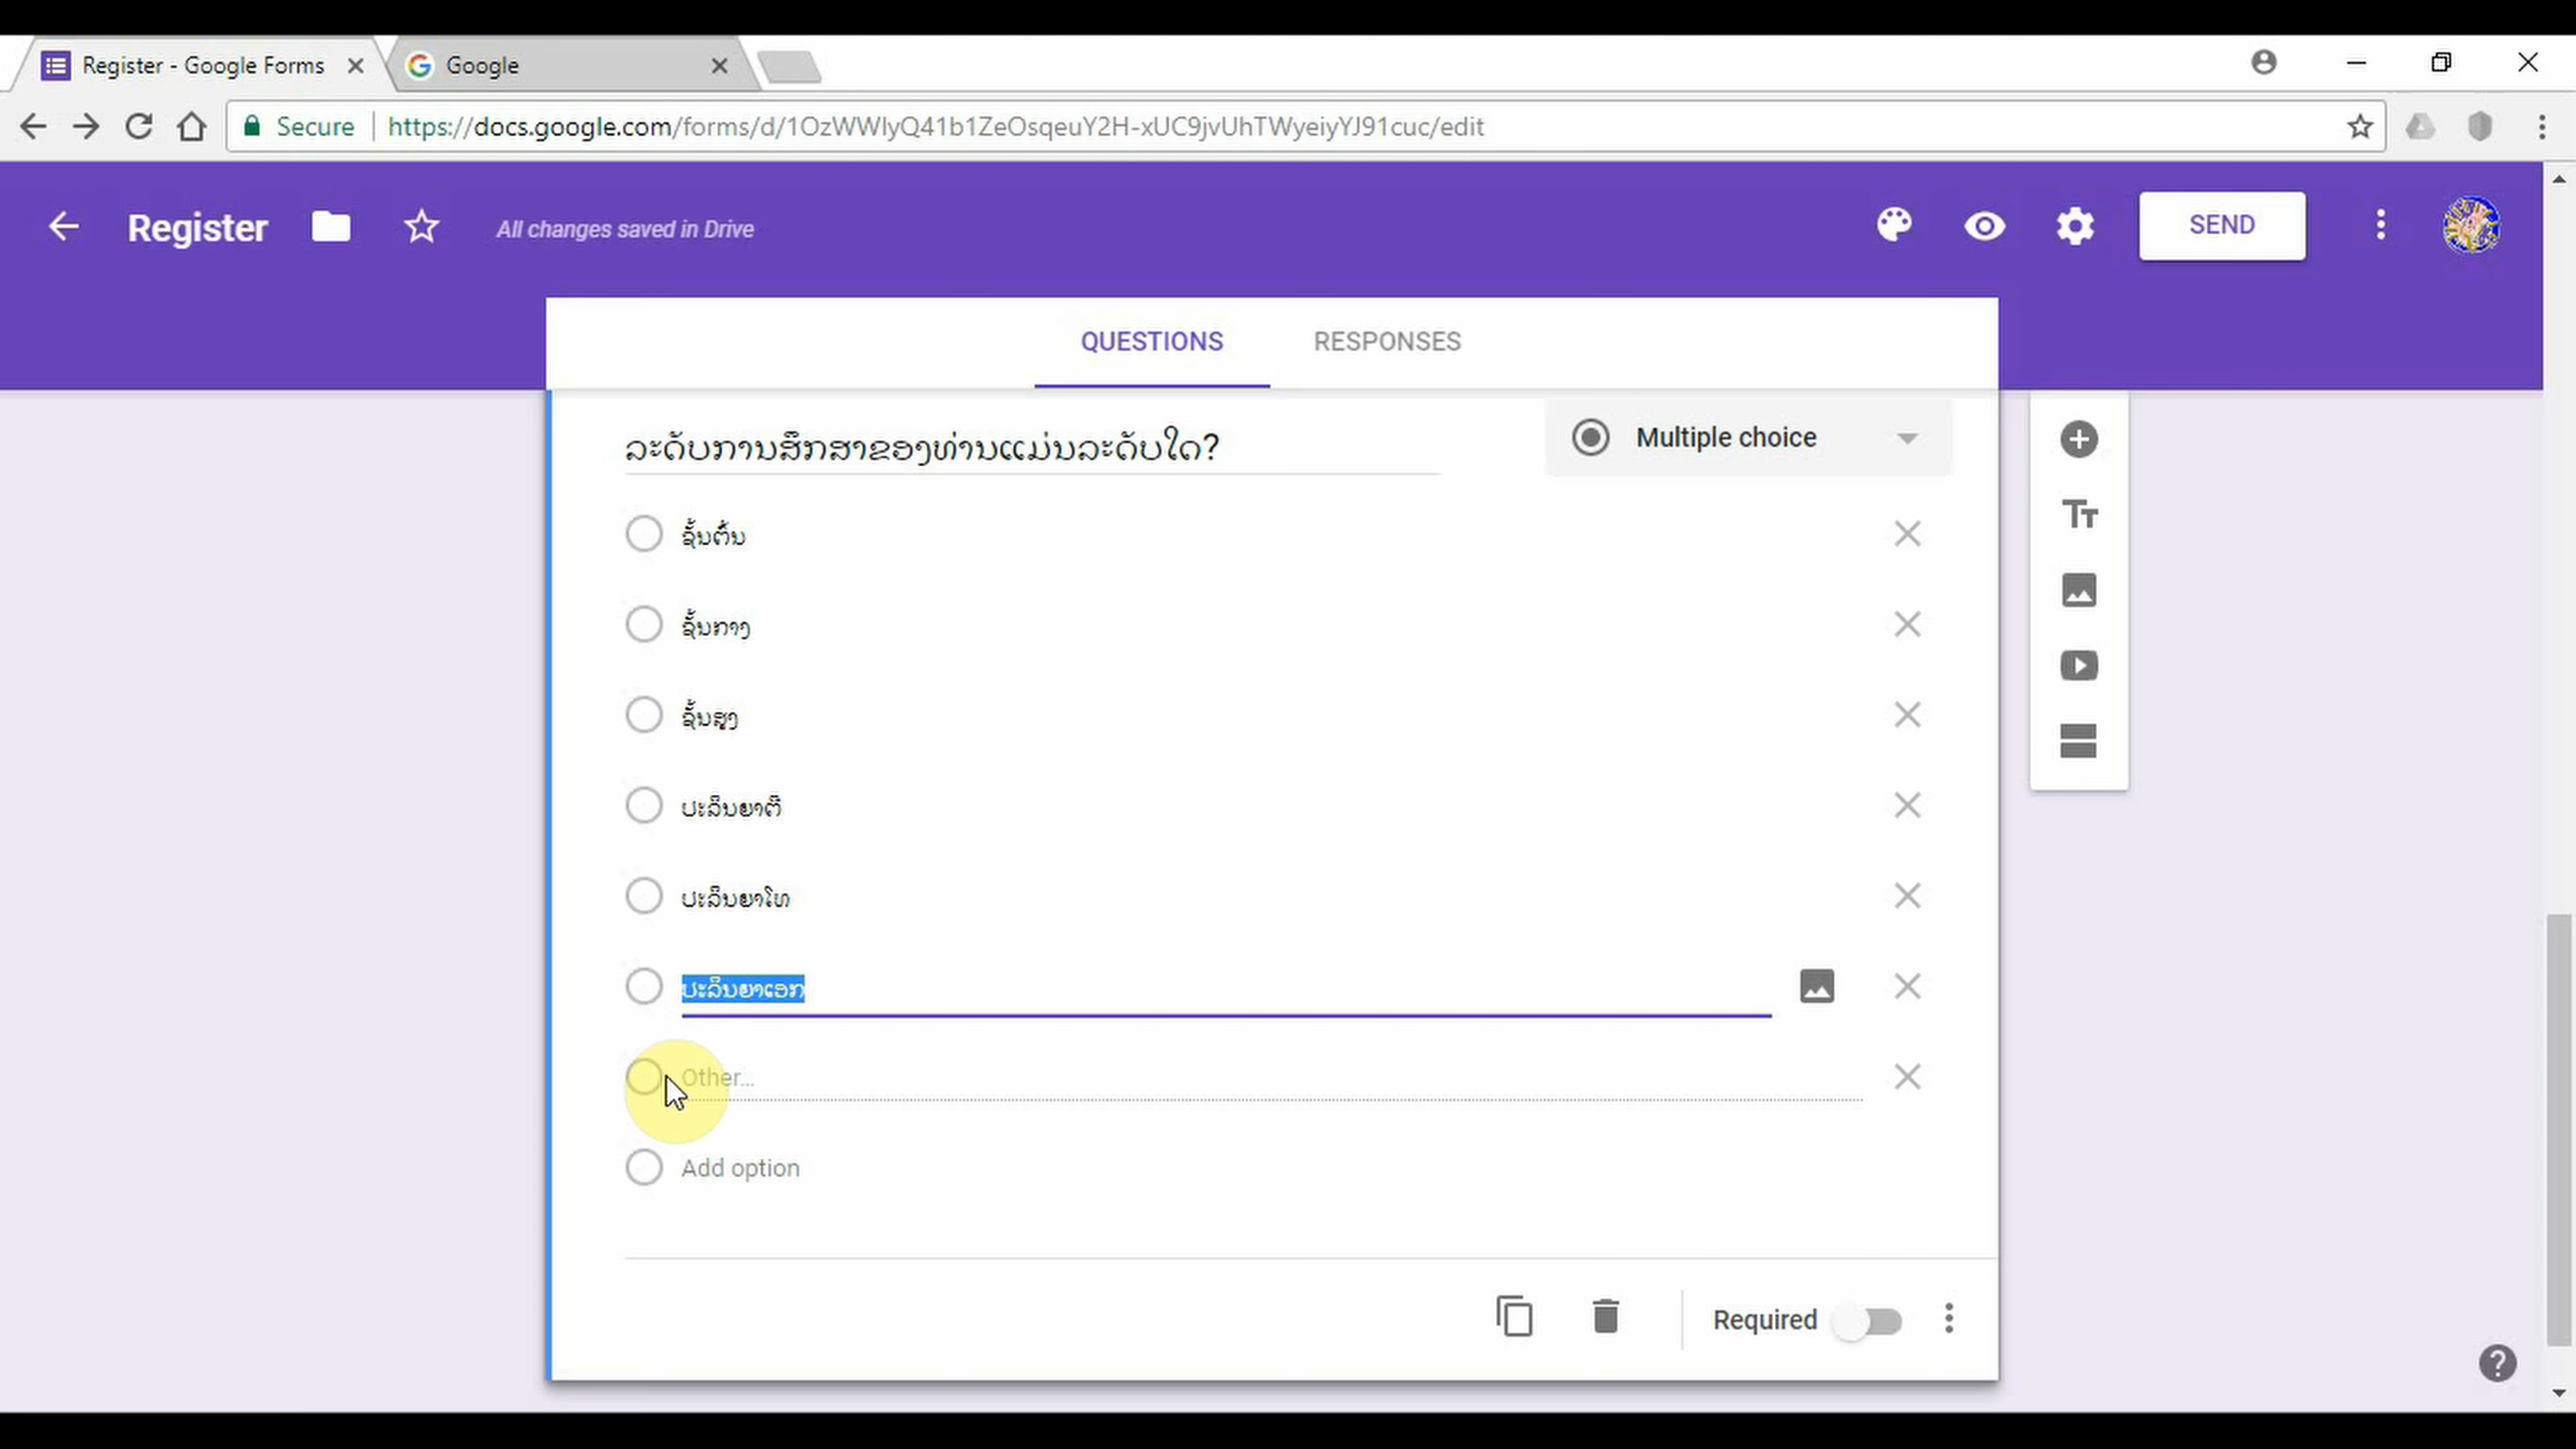 Register - Google Forms
Google
Secure
https://docs.google.com/forms/d/1OzWWIyQ41b1ZeOsqeuY2H-xUC9jvUhTWyeiyYJ91cuc/edit
Register
All changes saved in Drive
SEND
QUESTIONS
RESPONSES
ລະດັບການສຶກສາຂອງທ່ານແມ່ນລະດັບໃດ?
Multiple choice
ຊັ້ນຕົ້ນ
ຊັ້ນກາງ
ຊັ້ນສູງ
ປະລິນຍາຕີ
ປະລິນຍາໂທ
ປະລິນຍາເອກ
Other...
Add option
Required